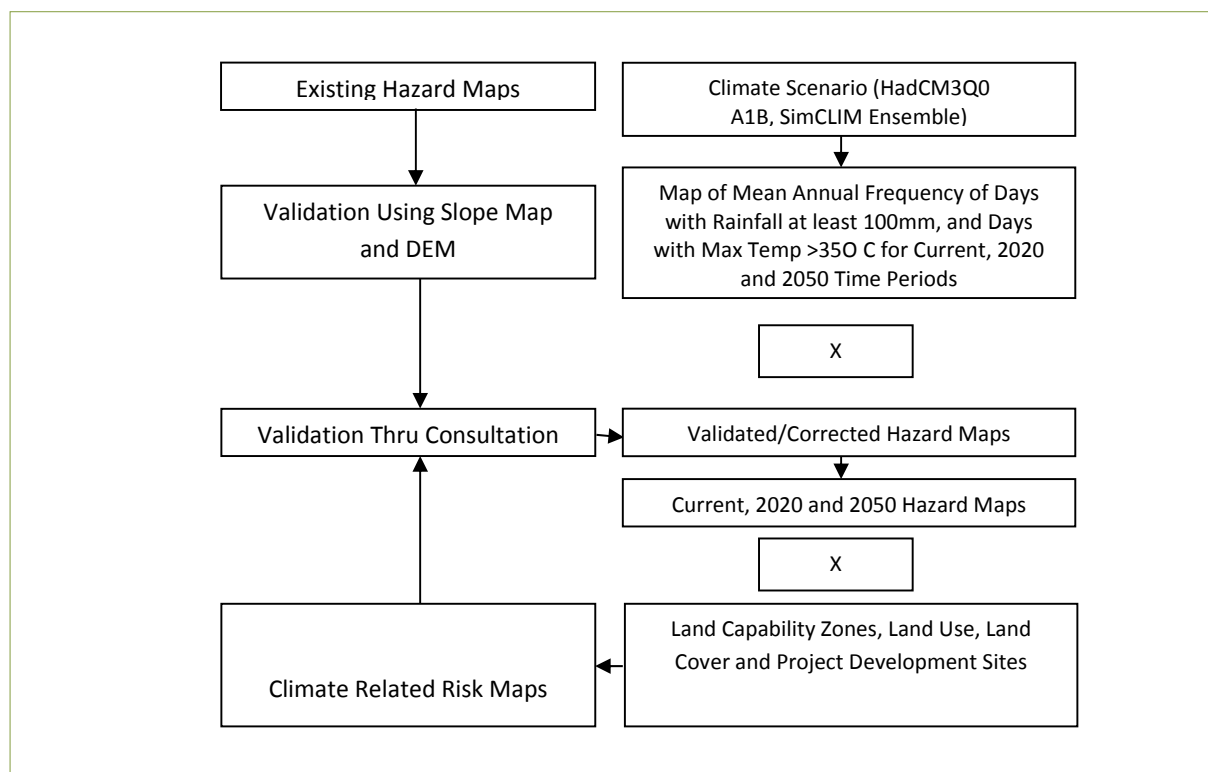 Existing Hazard Maps
Climate Scenario (HadCM3Q0
A1B, SimCLIM Ensemble)
Validation Using Slope Map
and DEM
Map of Mean Annual Frequency of Days
with Rainfall at least 100mm, and Days
with Max Temp >35O C for Current, 2020
and 2050 Time Periods
X
Validation Thru Consultation
Validated/Corrected Hazard Maps
Current, 2020 and 2050 Hazard Maps
X
Climate Related Risk Maps
Land Capability Zones, Land Use, Land
Cover and Project Development Sites